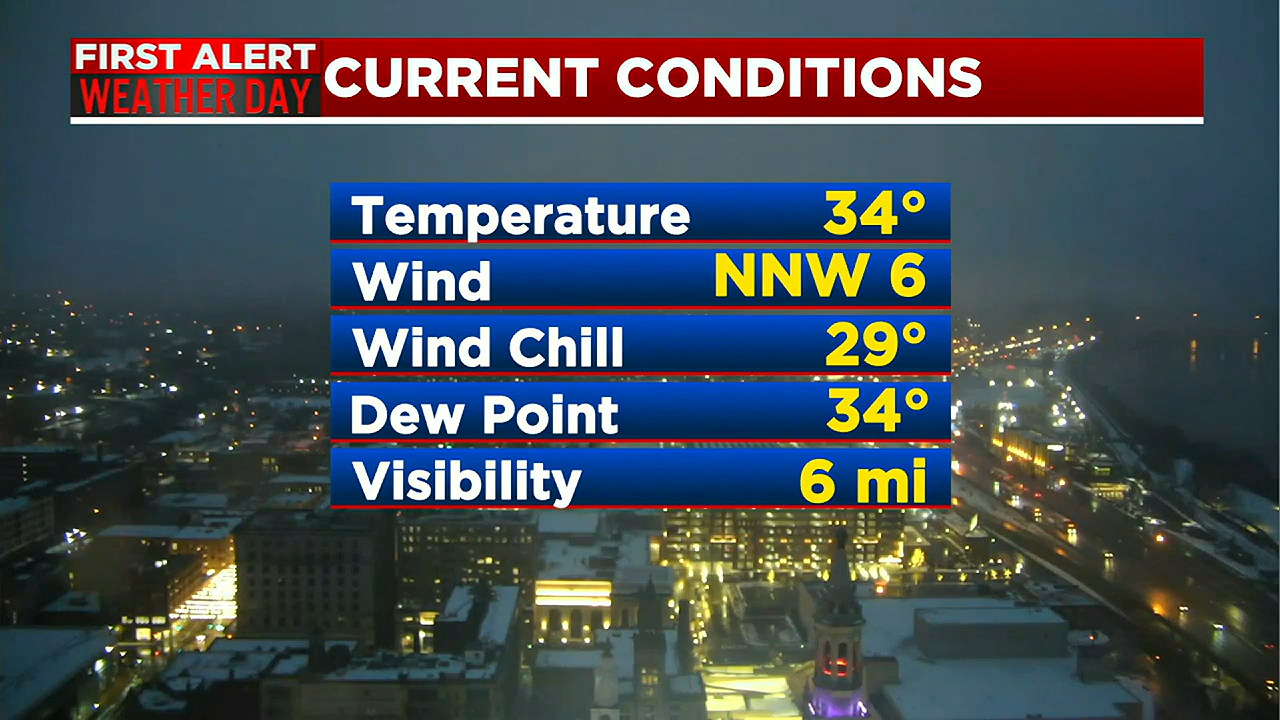 FIRST ALERT
WEATHER DAY
CURRENT CONDITIONS
Temperature 34°
Wind NNW 6
Wind Chill 29°
Dew Point 34°
Visibility 6 mi